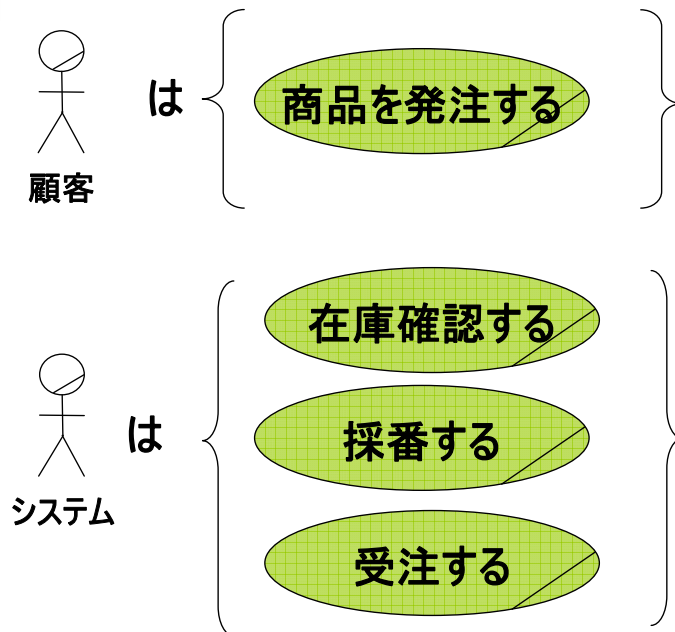 は
商品を発注する
顧客
在庫確認する
は
採番する
システム
受注する